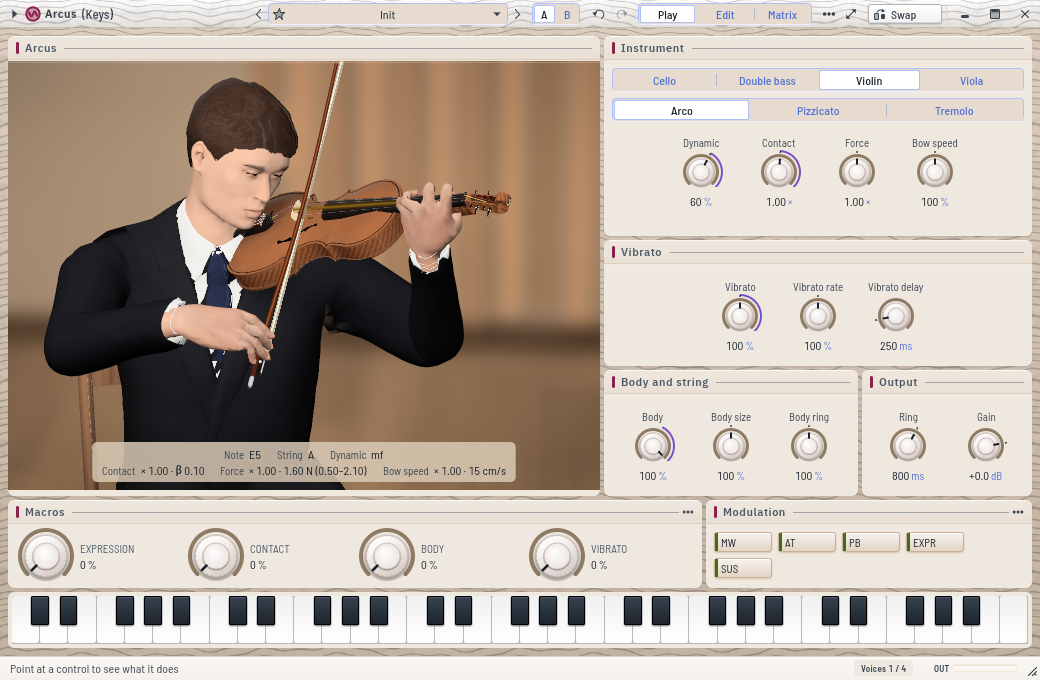 Arcus (Keys)
Init
A B
Play Edit Matrix
Swap
Arcus
Note E5 String A Dynamic mf
Contact × 1.00 · β 0.10 Force × 1.00 · 1.60 N (0.50–2.10) Bow speed × 1.00 · 15 cm/s
Instrument
Cello Double bass Violin Viola
Arco Pizzicato Tremolo
Dynamic Contact Force Bow speed
60 % 1.00 × 1.00 × 100 %
Vibrato
Vibrato Vibrato rate Vibrato delay
100 % 100 % 250 ms
Body and string
Body Body size Body ring
100 % 100 % 100 %
Output
Ring Gain
800 ms +0.0 dB
Macros
EXPRESSION
0 %
CONTACT
0 %
BODY
0 %
VIBRATO
0 %
Modulation
MW AT PB EXPR
SUS
Point at a control to see what it does
Voices 1 / 4
OUT